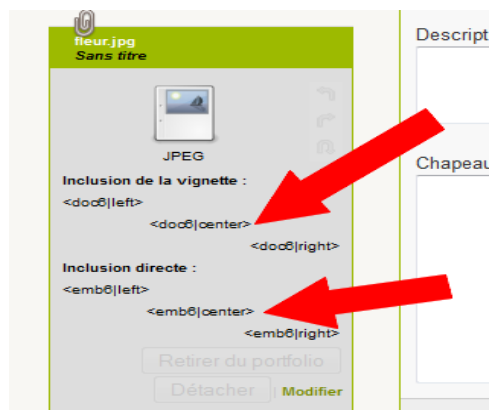 fleur.jpg
Sans titre
JPEG
Inclusion de la vignette :
<doc6|left>
<doc6|center>
<doc6|right>
Inclusion directe :
<emb6|left>
<emb6|center>
<emb6|right>
Retirer du portfolio
Détacher | Modifier
Descript
Chapeau